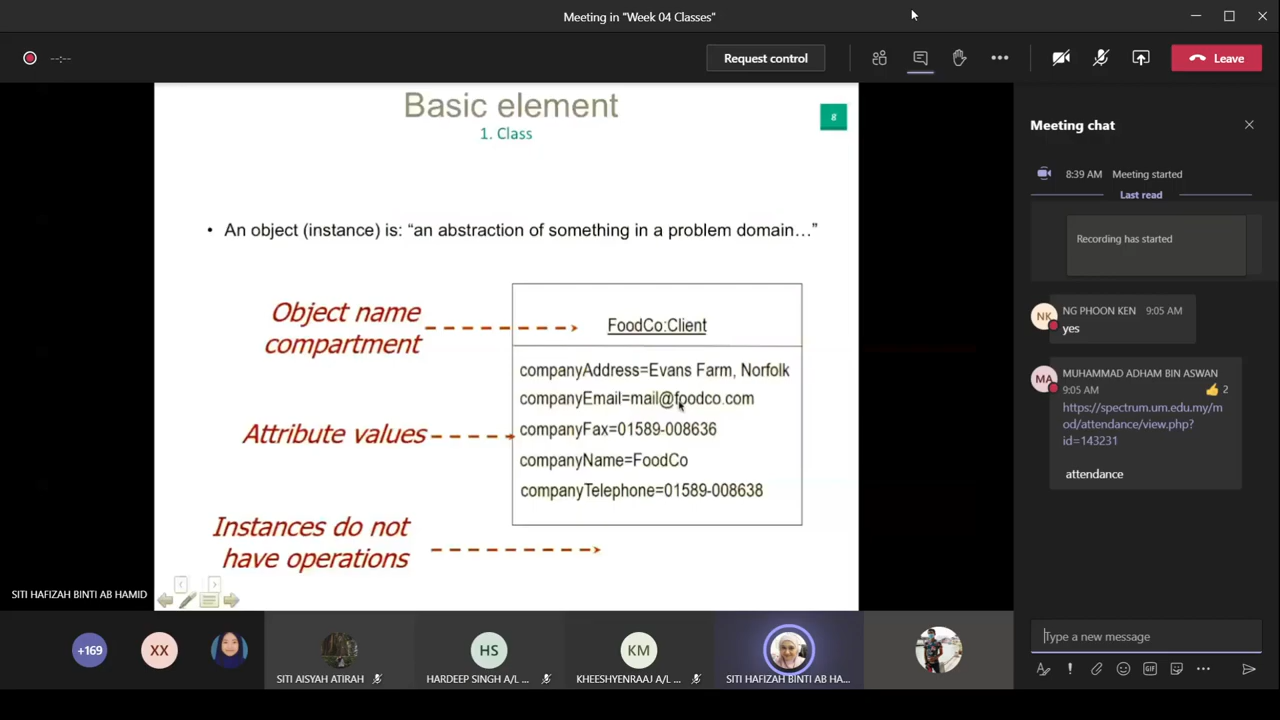 Meeting in "Week 04 Classes"
--:--
Request control
Leave
Basic element
8
1. Class
• An object (instance) is: “an abstraction of something in a problem domain…”
Object name
compartment
FoodCo:Client
companyAddress=Evans Farm, Norfolk
companyEmail=mail@foodco.com
Attribute values
companyFax=01589-008636
companyName=FoodCo
companyTelephone=01589-008638
Instances do not
have operations
SITI HAFIZAH BINTI AB HAMID
Meeting chat
8:39 AM Meeting started
Last read
Recording has started
NK
NG PHOON KEN 9:05 AM
yes
MA
MUHAMMAD ADHAM BIN ASWAN
9:05 AM
2
https://spectrum.um.edu.my/m
od/attendance/view.php?
id=143231
attendance
Type a new message
GIF
+169
XX
SITI AISYAH ATIRAH
HS
HARDEEP SINGH A/L ...
KM
KHEESHYENRAAJ A/L ...
SITI HAFIZAH BINTI AB HA...